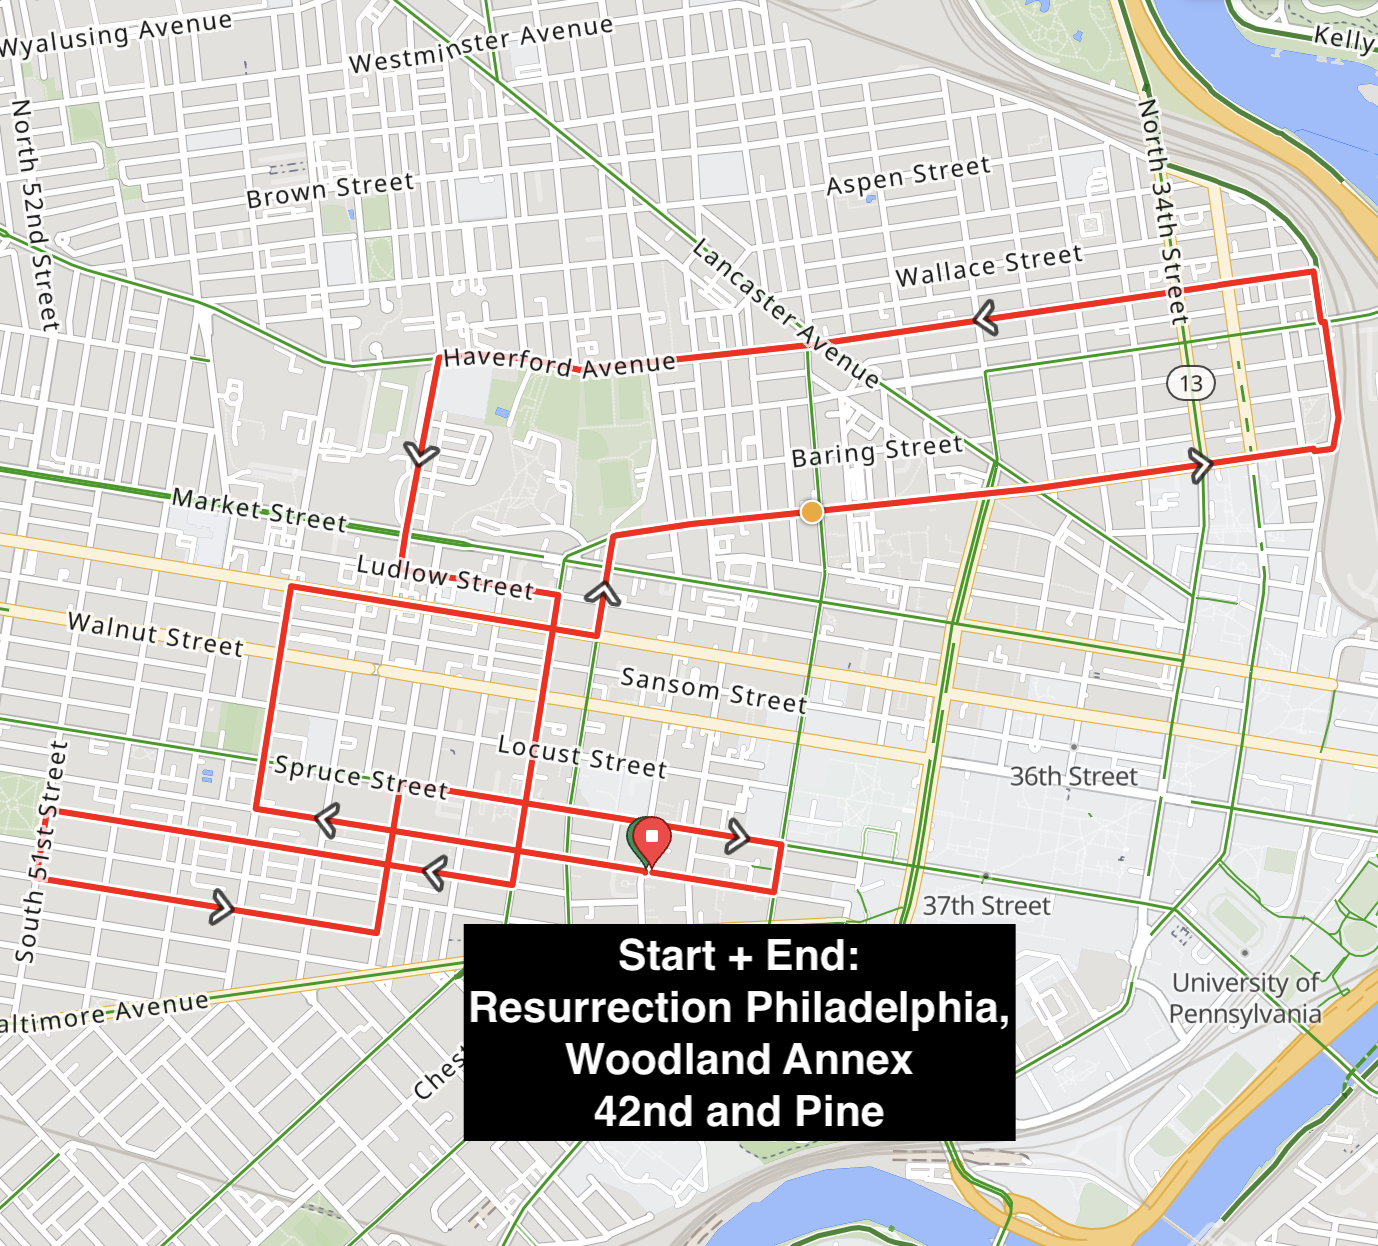 Wyalusing Avenue
Westminster Avenue
Kelly
North 52nd Street
Brown Street
Aspen Street
North 34th Street
Lancaster Avenue
Wallace Street
Haverford Avenue
13
Baring Street
Market Street
Ludlow Street
Walnut Street
Sansom Street
Locust Street
Spruce Street
36th Street
South 51st Street
37th Street
University of
Pennsylvania
altimore Avenue
Chest
Start + End:
Resurrection Philadelphia,
Woodland Annex
42nd and Pine